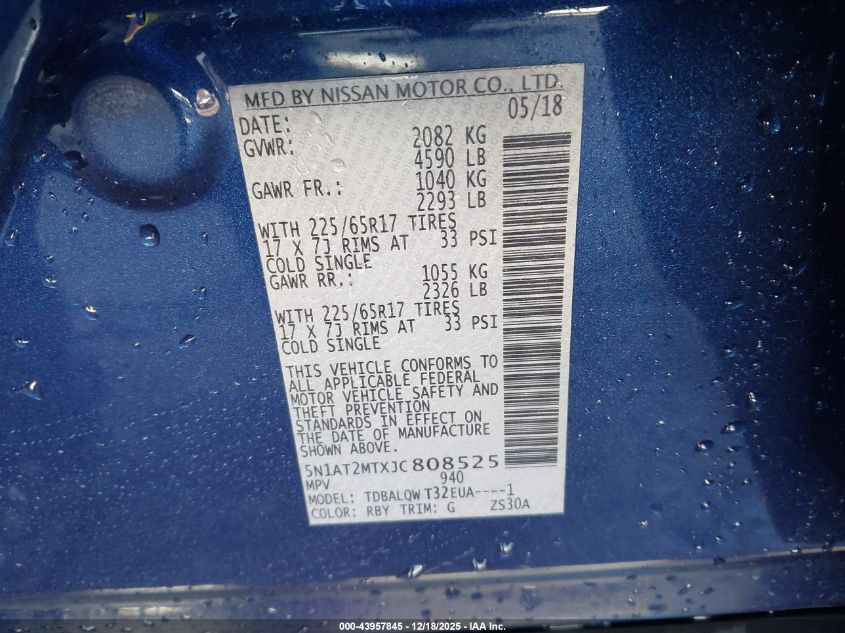 MFD BY NISSAN MOTOR CO., LTD.
DATE: 05/18
GVWR: 2082 KG
4590 LB
GAWR FR.: 1040 KG
2293 LB
WITH 225/65R17 TIRES
17 X 7J RIMS AT 33 PSI
COLD SINGLE
GAWR RR.: 1055 KG
2326 LB
WITH 225/65R17 TIRES
17 X 7J RIMS AT 33 PSI
COLD SINGLE
THIS VEHICLE CONFORMS TO
ALL APPLICABLE FEDERAL
MOTOR VEHICLE SAFETY AND
THEFT PREVENTION
STANDARDS IN EFFECT ON
THE DATE OF MANUFACTURE
SHOWN ABOVE.
5N1AT2MTXJC808525
MPV 940
MODEL: TDBALQWT32EUA----1
COLOR: RBY TRIM: G ZS30A
000-43957845 - 12/18/2025 - IAA Inc.